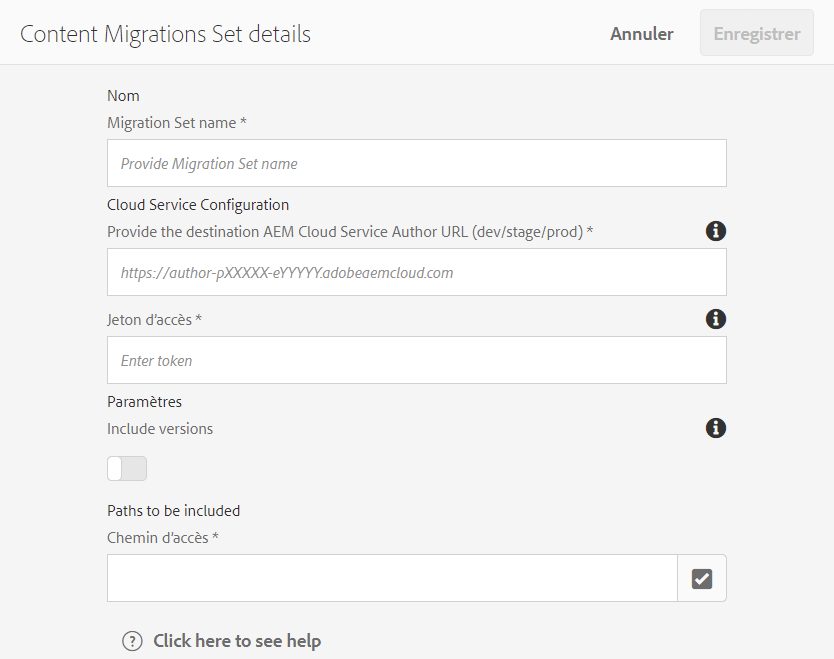 Content Migrations Set details
Annuler
Enregistrer
Nom
Migration Set name *
Provide Migration Set name
Cloud Service Configuration
Provide the destination AEM Cloud Service Author URL (dev/stage/prod) *
https://author-pXXXXX-eYYYYY.adobeaemcloud.com
Jeton d’accès *
Enter token
Paramètres
Include versions
Paths to be included
Chemin d’accès *
Click here to see help